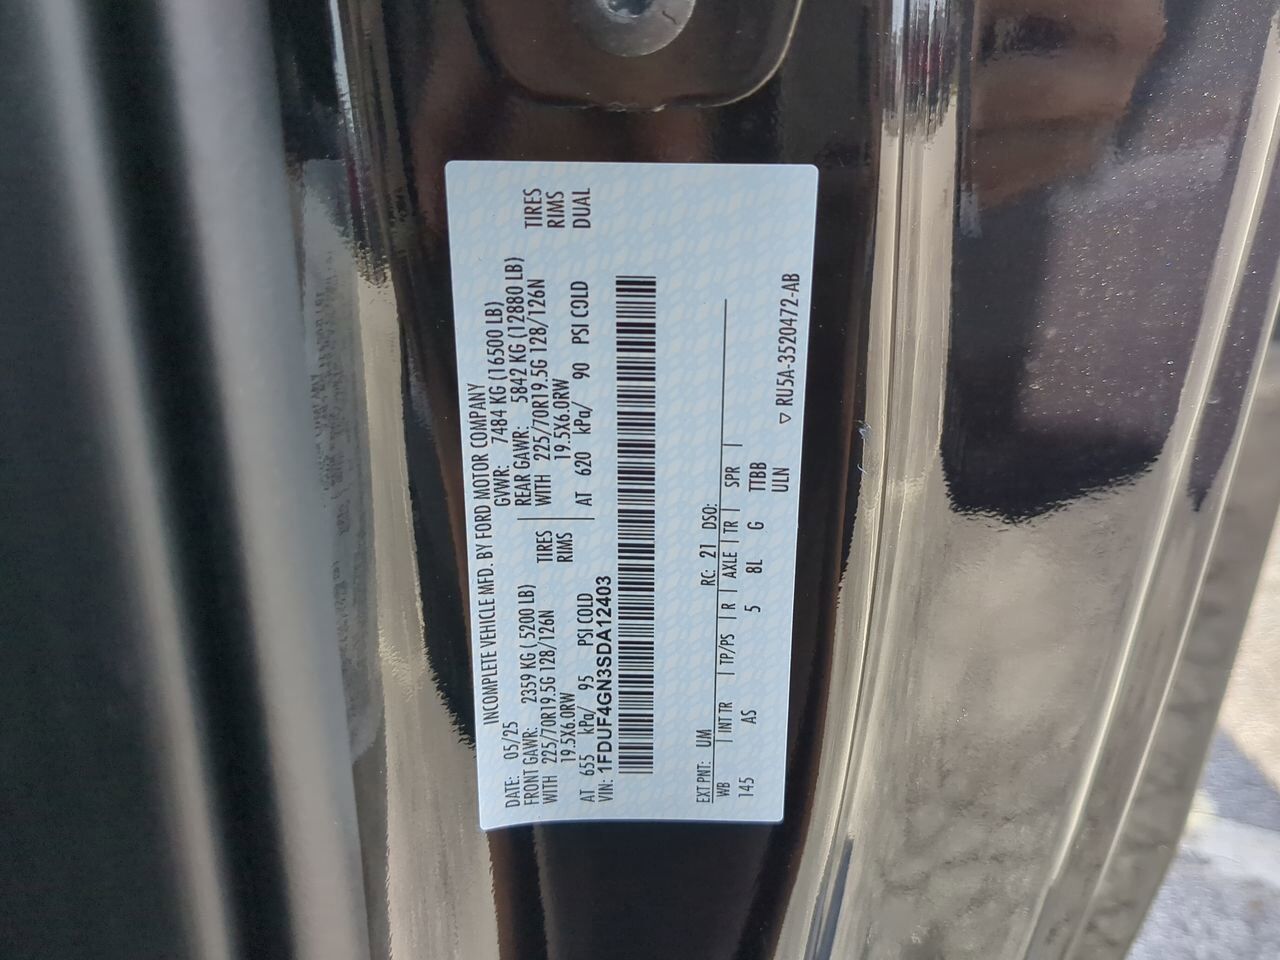 INCOMPLETE VEHICLE MFD. BY FORD MOTOR COMPANY
DATE: 05/25 GVWR: 7484 KG (16500 LB)
FRONT GAWR: 2359 KG ( 5200 LB) REAR GAWR: 5842 KG (12880 LB)
WITH 225/70R19.5G 128/126N TIRES WITH 225/70R19.5G 128/126N TIRES
19.5X6.0RW RIMS 19.5X6.0RW RIMS
AT 655 kPa/ 95 PSI COLD AT 620 kPa/ 90 PSI COLD DUAL
VIN: 1FDUF4GN3SDA12403
EXT PNT: UM RC: 21 DSO:
WB | INT TR | TP/PS | R | AXLE | TR | SPR |
145 AS 5 8L G TTBB
ULN ▽ RU5A-3520472-AB